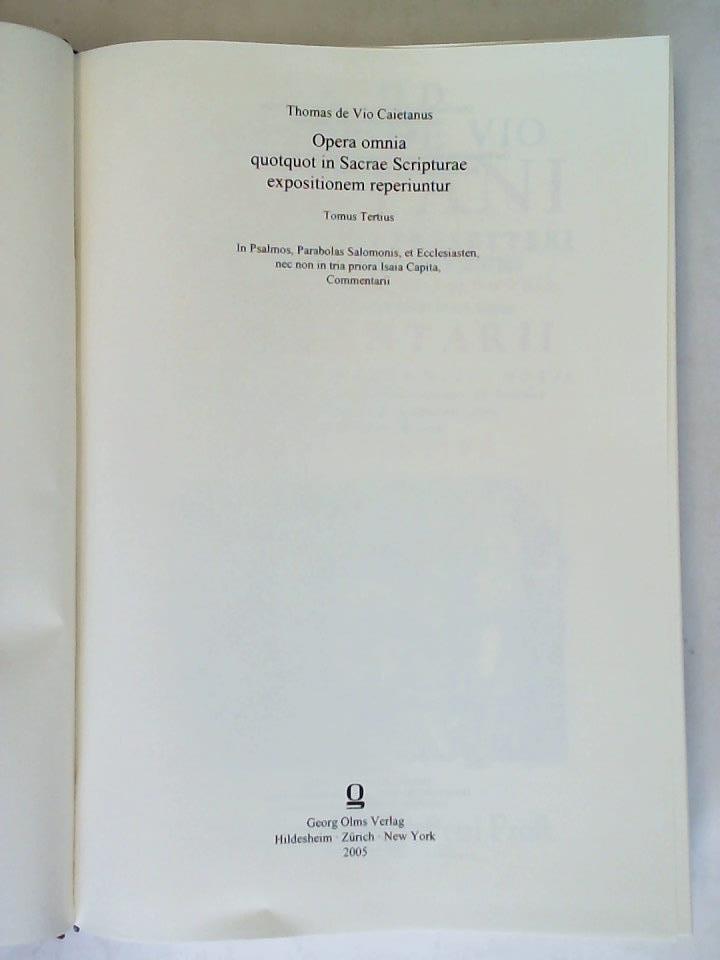 Thomas de Vio Caietanus
Opera omnia
quotquot in Sacrae Scripturae
expositionem reperiuntur
Tomus Tertius
In Psalmos, Parabolas Salomonis, et Ecclesiasten,
nec non in tria priora Isaia Capita,
Commentarii
Georg Olms Verlag
Hildesheim · Zürich · New York
2005